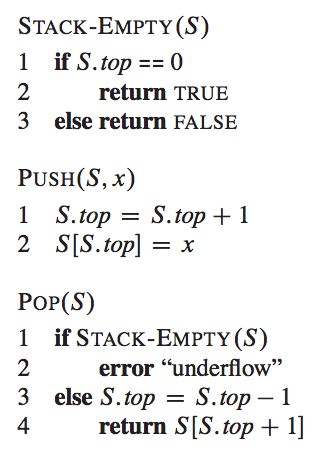 STACK-EMPTY(S)
1 if S.top == 0
2 return TRUE
3 else return FALSE
PUSH(S, x)
1 S.top = S.top + 1
2 S[S.top] = x
POP(S)
1 if STACK-EMPTY(S)
2 error “underflow”
3 else S.top = S.top − 1
4 return S[S.top + 1]